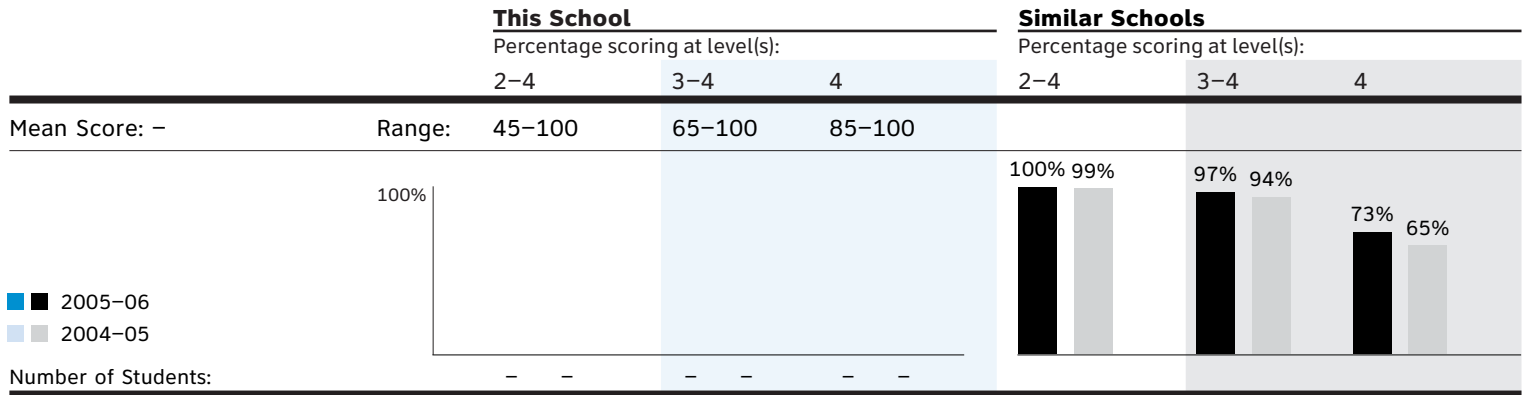 This School Similar Schools
Percentage scoring at level(s): Percentage scoring at level(s):
2–4 3–4 4 2–4 3–4 4
Mean Score: – Range: 45–100 65–100 85–100
100% 99% 97% 94% 73% 65%
100%
2005–06
2004–05
Number of Students: – – – – – –